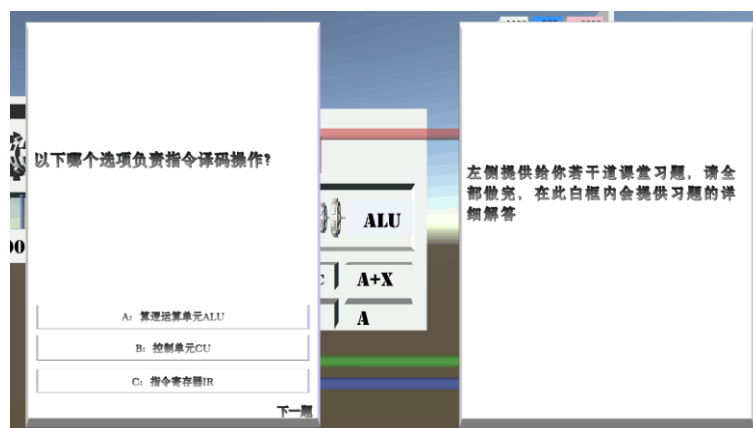 以下哪个选项负责指令译码操作?
A: 算逻运算单元ALU
B: 控制单元CU
C: 指令寄存器IR
下一题
ALU
A+X
A
左侧提供给你若干道课堂习题，请全
部做完，在此白框内会提供习题的详
细解答